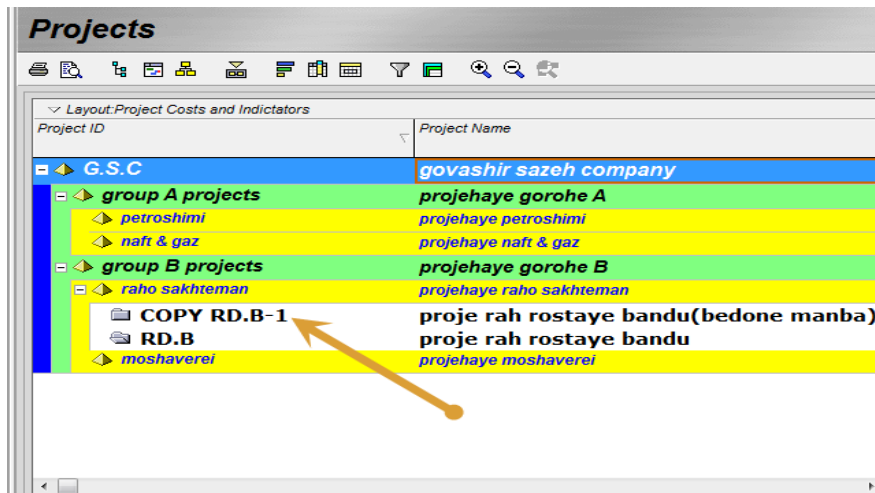 Projects
Layout:Project Costs and Indictators
Project ID Project Name
G.S.C govashir sazeh company
group A projects projehaye gorohe A
petroshimi projehaye petroshimi
naft & gaz projehaye naft & gaz
group B projects projehaye gorohe B
raho sakhteman projehaye raho sakhteman
COPY RD.B-1 proje rah rostaye bandu(bedone manba)
RD.B proje rah rostaye bandu
moshaverei projehaye moshaverei